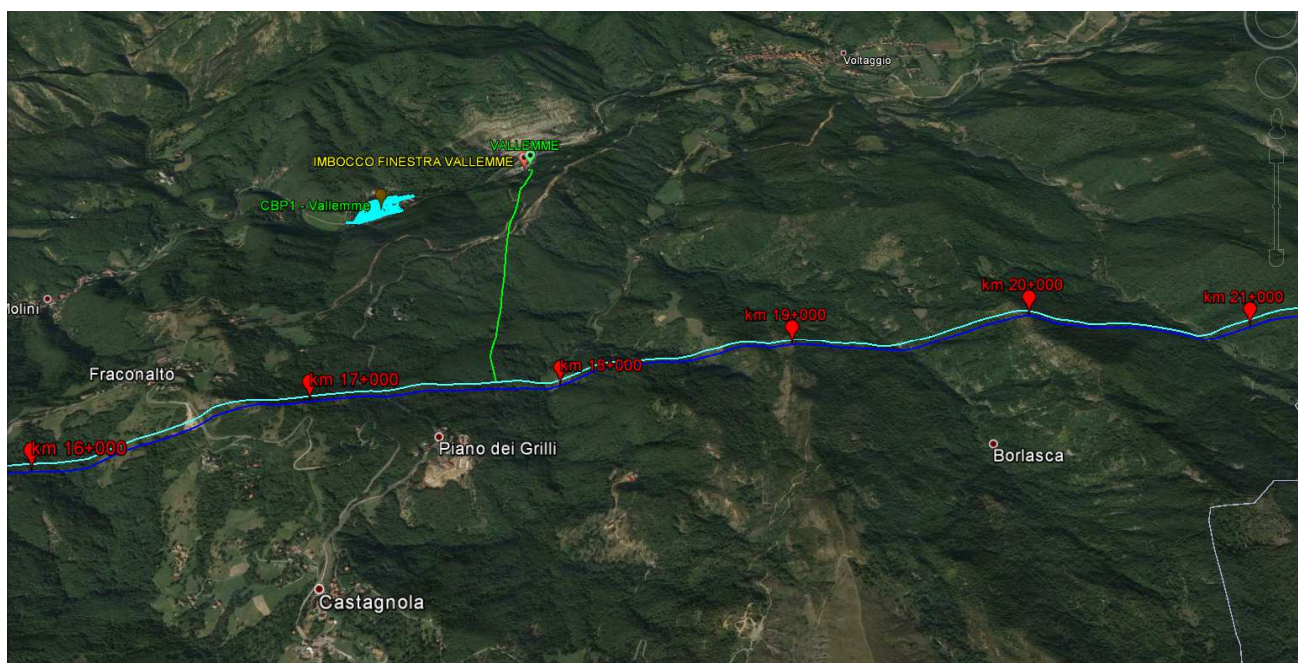 Voltaggio
VALLEMME
IMBOCCO FINESTRA VALLEMME
CBP1 - Vallemme
km 20+000
km 21+000
Molini
km 19+000
km 18+000
Fraconalto
km 17+000
km 16+000
Piano dei Grilli
Borlasca
Castagnola